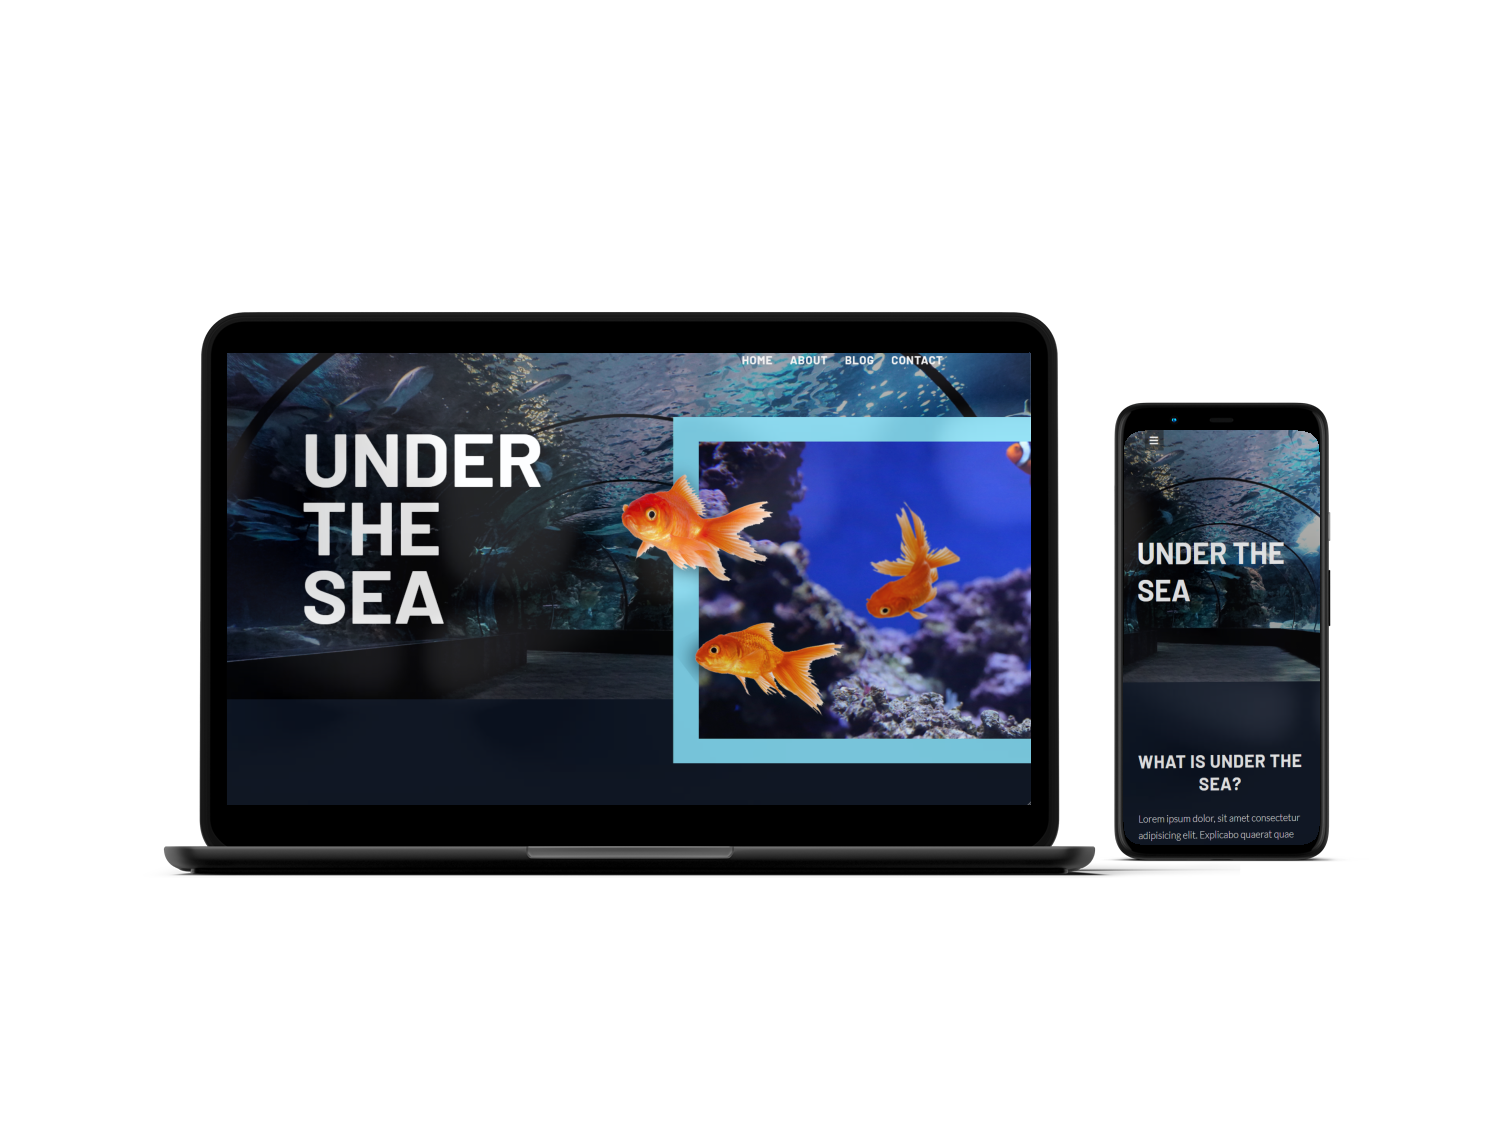 HOME ABOUT BLOG CONTACT
UNDER
THE
SEA
UNDER THE
SEA
WHAT IS UNDER THE
SEA?
Lorem ipsum dolor, sit amet consectetur
adipisicing elit. Explicabo quaerat quae